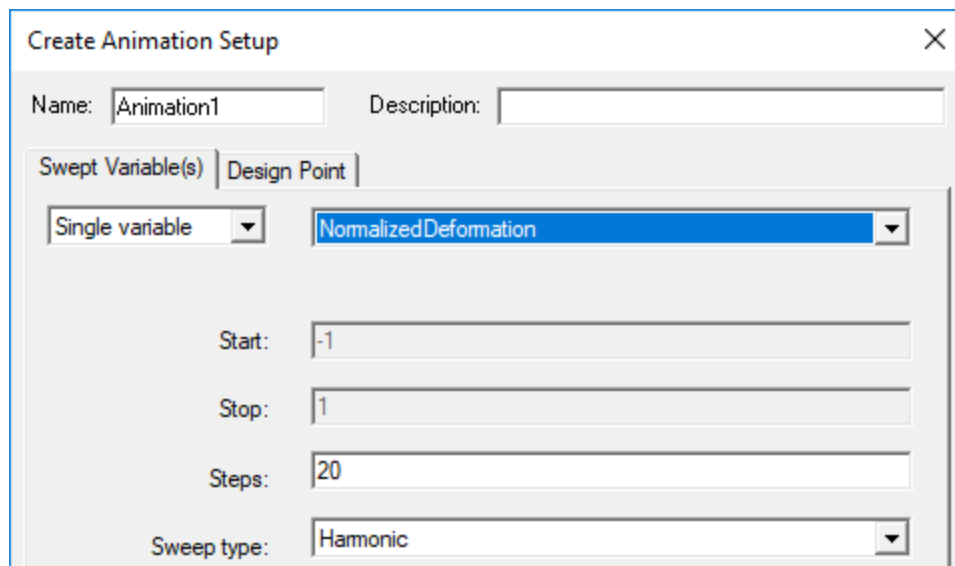 Create Animation Setup
Name: Animation1 Description:
Swept Variable(s) Design Point
Single variable NormalizedDeformation
Start: -1
Stop: 1
Steps: 20
Sweep type: Harmonic